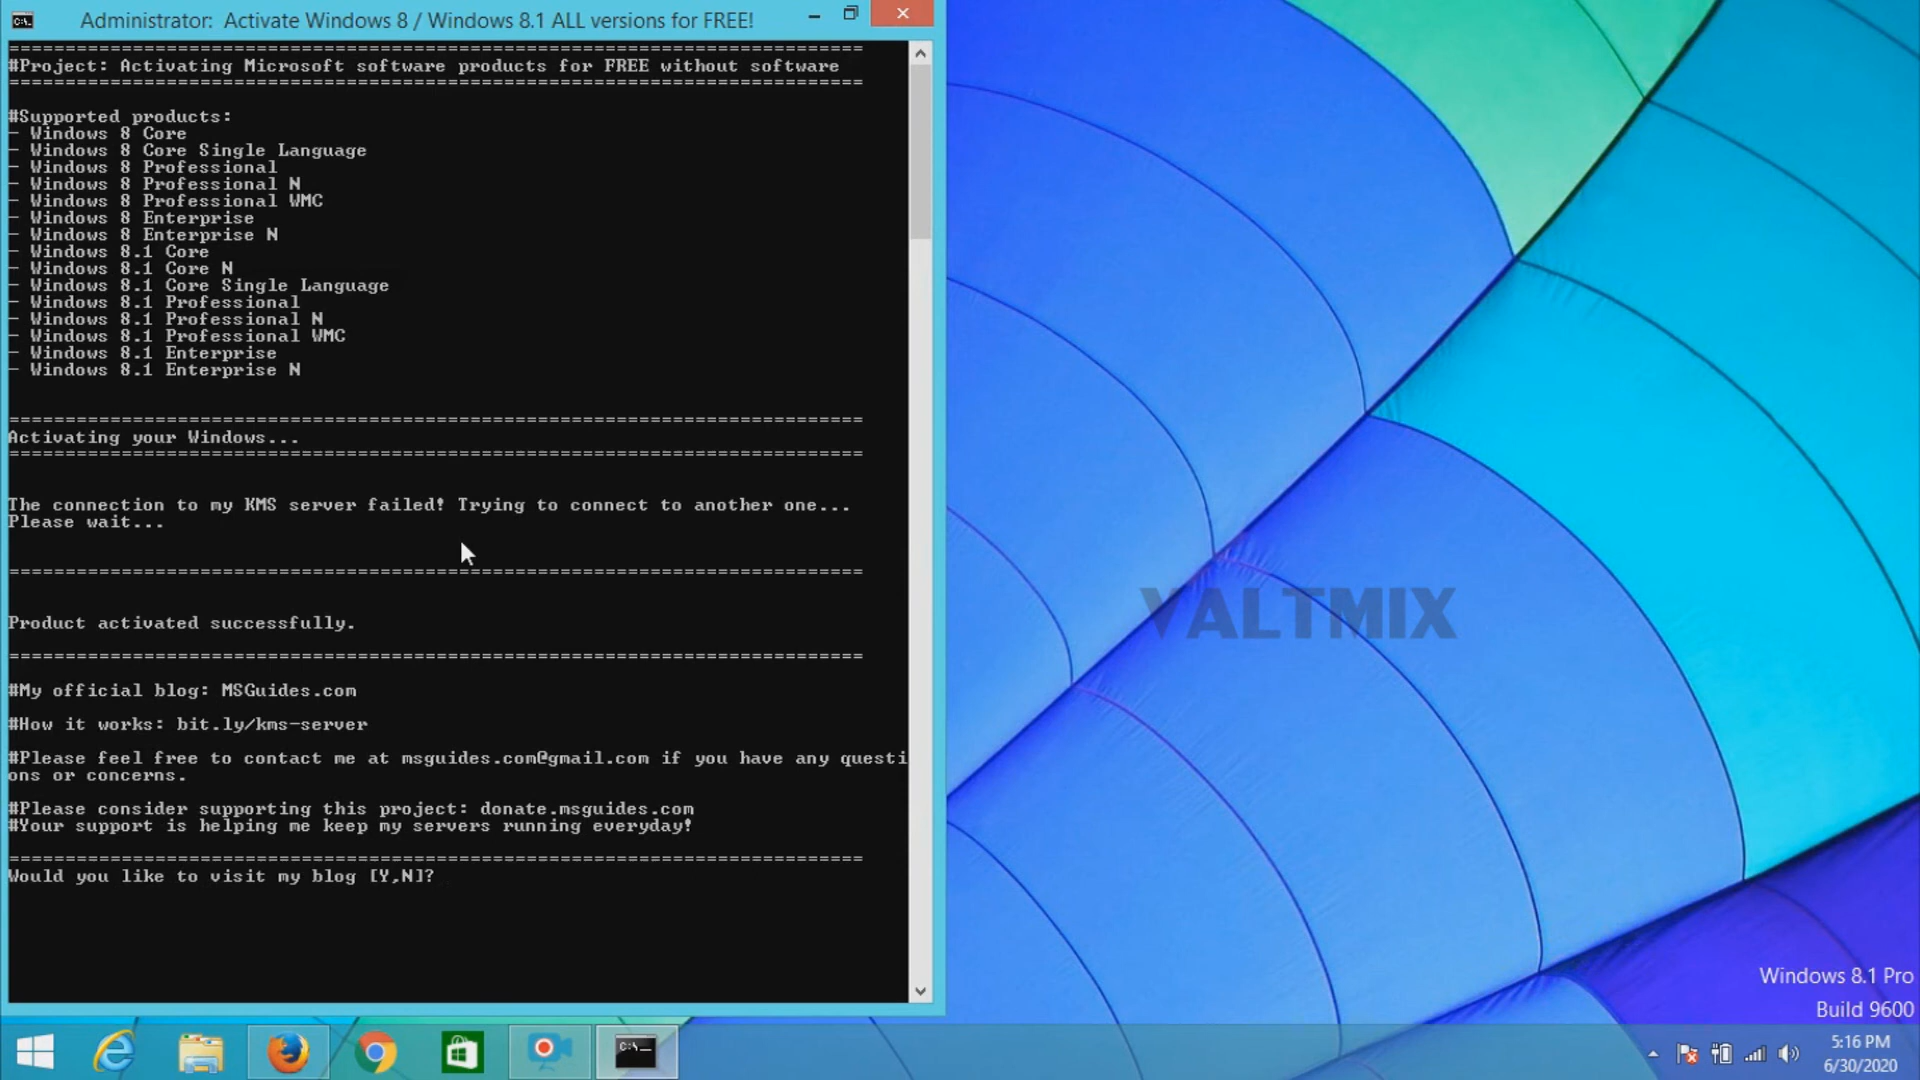 Administrator:  Activate Windows 8 / Windows 8.1 ALL versions for FREE!
============================================================================
#Project: Activating Microsoft software products for FREE without software
============================================================================
#Supported products:
- Windows 8 Core
- Windows 8 Core Single Language
- Windows 8 Professional
- Windows 8 Professional N
- Windows 8 Professional WMC
- Windows 8 Enterprise
- Windows 8 Enterprise N
- Windows 8.1 Core
- Windows 8.1 Core N
- Windows 8.1 Core Single Language
- Windows 8.1 Professional
- Windows 8.1 Professional N
- Windows 8.1 Professional WMC
- Windows 8.1 Enterprise
- Windows 8.1 Enterprise N
============================================================================
Activating your Windows...
============================================================================
The connection to my KMS server failed! Trying to connect to another one...
Please wait...
============================================================================
Product activated successfully.
============================================================================
#My official blog: MSGuides.com
#How it works: bit.ly/kms-server
#Please feel free to contact me at msguides.com@gmail.com if you have any questi
ons or concerns.
#Please consider supporting this project: donate.msguides.com
#Your support is helping me keep my servers running everyday!
============================================================================
Would you like to visit my blog [Y,N]?
VALTMIX
Windows 8.1 Pro
Build 9600
5:16 PM
6/30/2020